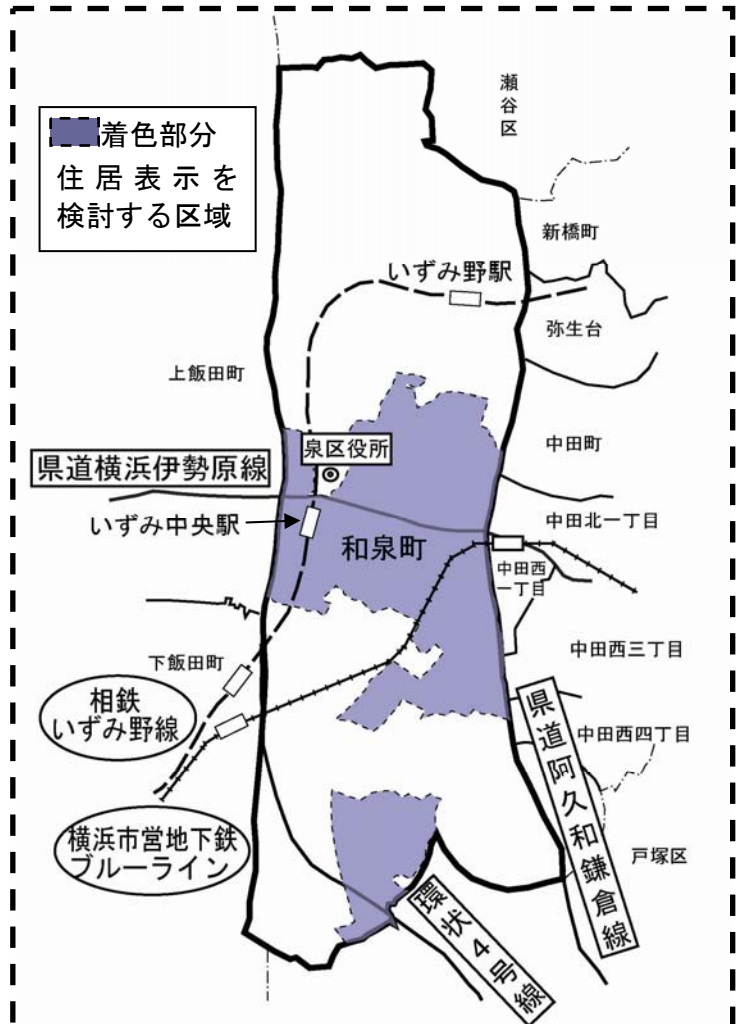 着色部分
住居表示を
検討する区域
瀬谷区
新橋町
いずみ野駅
弥生台
上飯田町
泉区役所
中田町
県道横浜伊勢原線
中田北一丁目
いずみ中央駅
和泉町
中田西
一丁目
下飯田町
中田西三丁目
相鉄
いずみ野線
県道阿久和鎌倉線
中田西四丁目
横浜市営地下鉄
ブルーライン
戸塚区
環状4号線